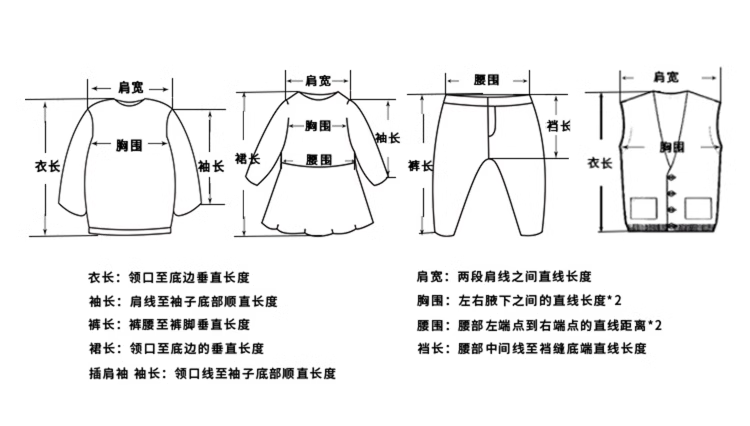 肩宽
胸围
衣长
袖长
肩宽
胸围
腰围
裙长
袖长
腰围
裆长
裤长
肩宽
胸围
衣长
衣长：领口至底边垂直长度
袖长：肩线至袖子底部顺直长度
裤长：裤腰至裤脚垂直长度
裙长：领口至底边的垂直长度
插肩袖 袖长：领口线至袖子底部顺直长度
肩宽：两段肩线之间直线长度
胸围：左右腋下之间的直线长度*2
腰围：腰部左端点到右端点的直线距离*2
裆长：腰部中间线至裆缝底端直线长度